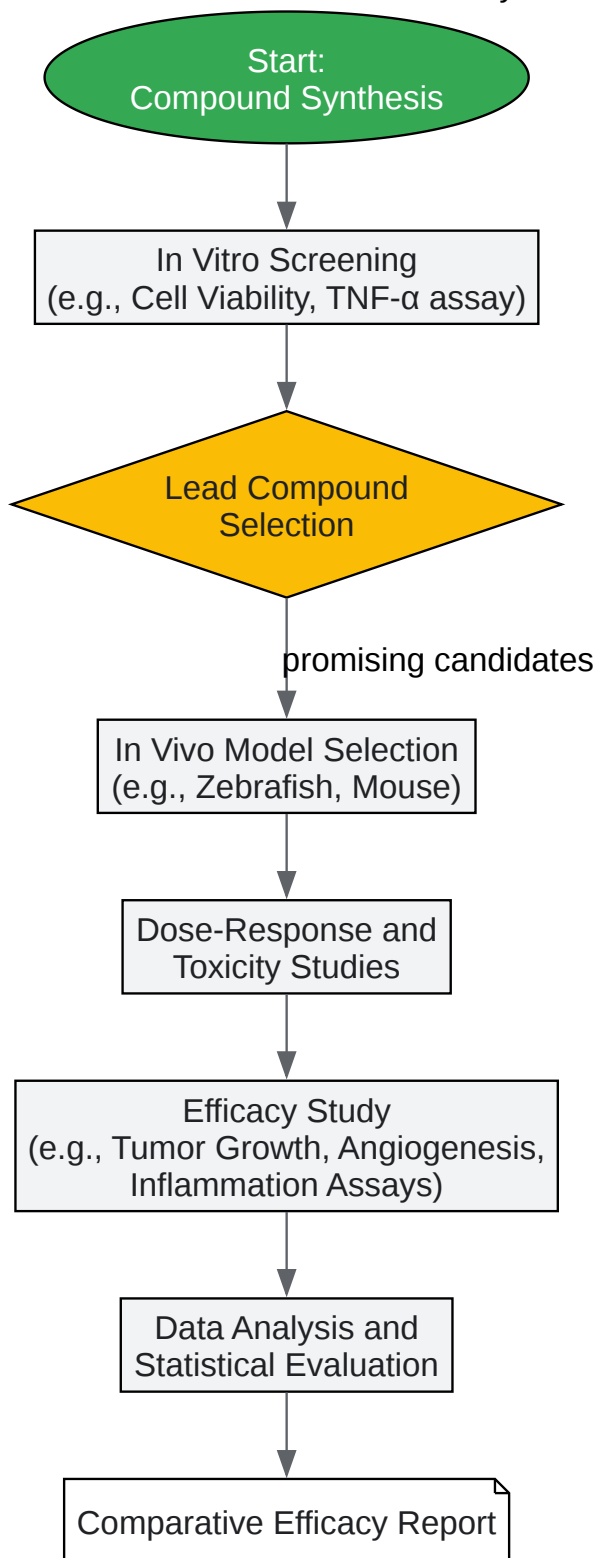 Start:
Compound Synthesis
In Vitro Screening
(e.g., Cell Viability, TNF-α assay)
Lead Compound
Selection
promising candidates
In Vivo Model Selection
(e.g., Zebrafish, Mouse)
Dose-Response and
Toxicity Studies
Efficacy Study
(e.g., Tumor Growth, Angiogenesis,
Inflammation Assays)
Data Analysis and
Statistical Evaluation
Comparative Efficacy Report